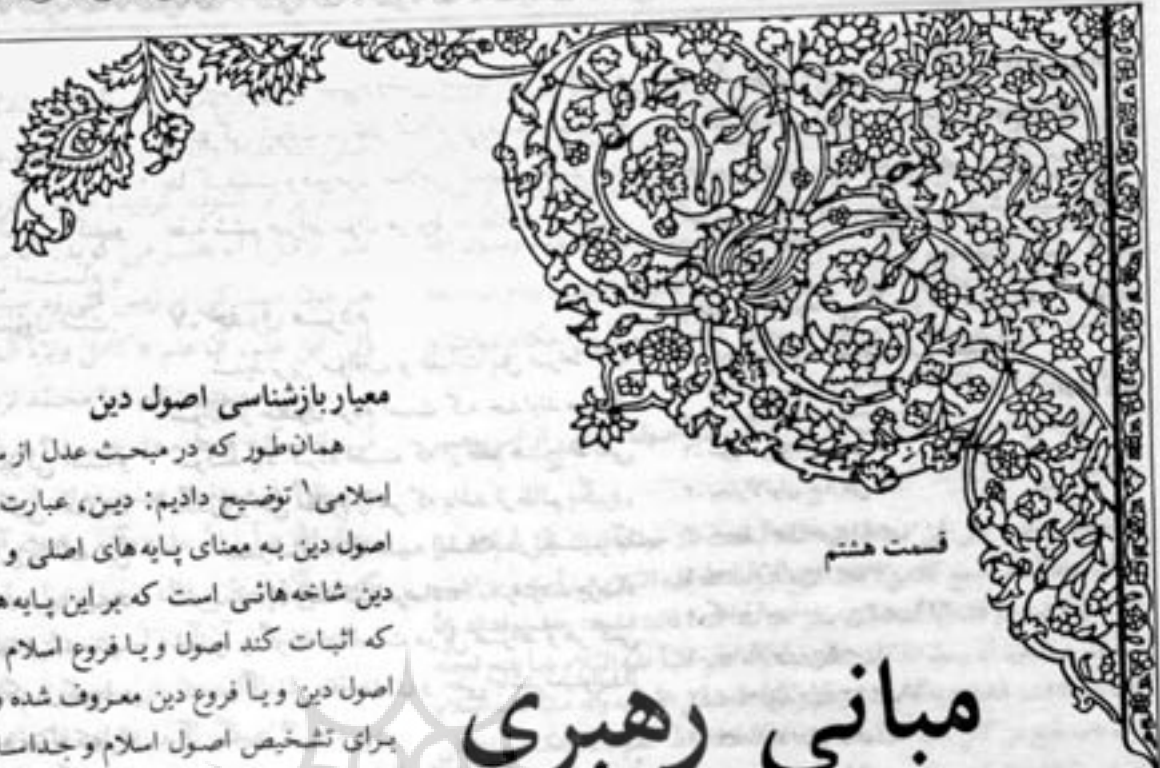 قسمت هشتم
مبانی رهبری
معیار بازشناسی اصول دین
همان‌طور که در مبحث عدل از
اسلامی۱ توضیح دادیم: دین، عبارت
اصول دین به معنای پایه‌های اصلی و
دین شاخه‌هائی است که بر این پایه‌ه
که اثبات کند اصول و یا فروع اسلام
اصول دین و یا فروع دین معروف شده
برای تشخیص اصول اسلام و جدات